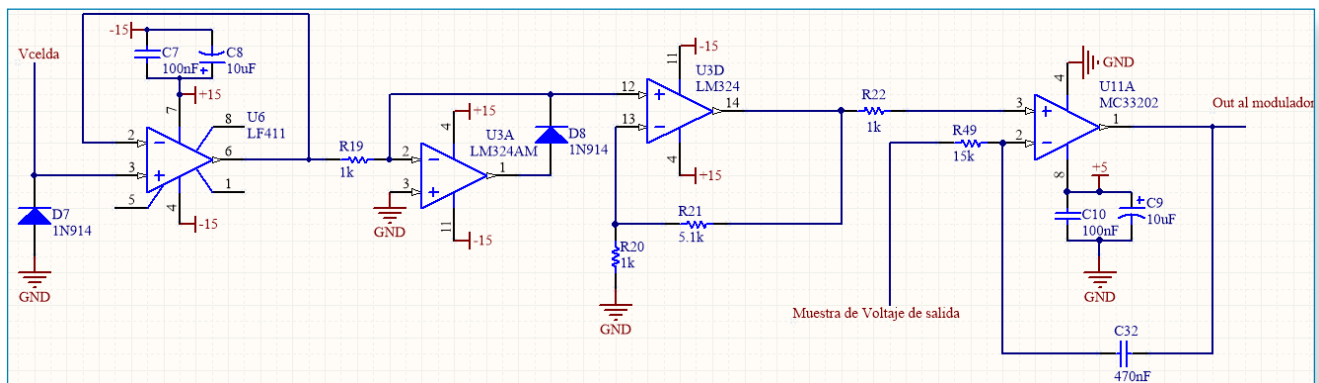 Vcelda
-15
C7
100nF
C8
10uF
+15
7
U6
LF411
8
2
6
3
5
4
1
-15
D7
1N914
GND
R19
1k
+15
4
U3A
LM324AM
2
3
1
11
-15
GND
D8
1N914
-15
11
U3D
LM324
12
14
13
4
+15
R21
5.1k
R20
1k
GND
R22
1k
R49
15k
GND
4
U11A
MC33202
3
1
2
8
+5
Out al modulador
C10
100nF
C9
10uF
GND
Muestra de Voltaje de salida
C32
470nF